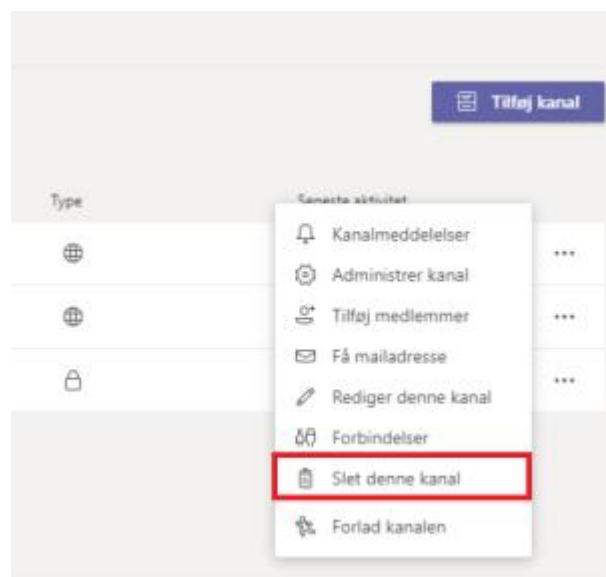 Tilføj kanal
Type
Seneste aktivitet
Kanalmeddelelser
Administrer kanal
Tilføj medlemmer
Få mailadresse
Rediger denne kanal
Forbindelser
Slet denne kanal
Forlad kanalen